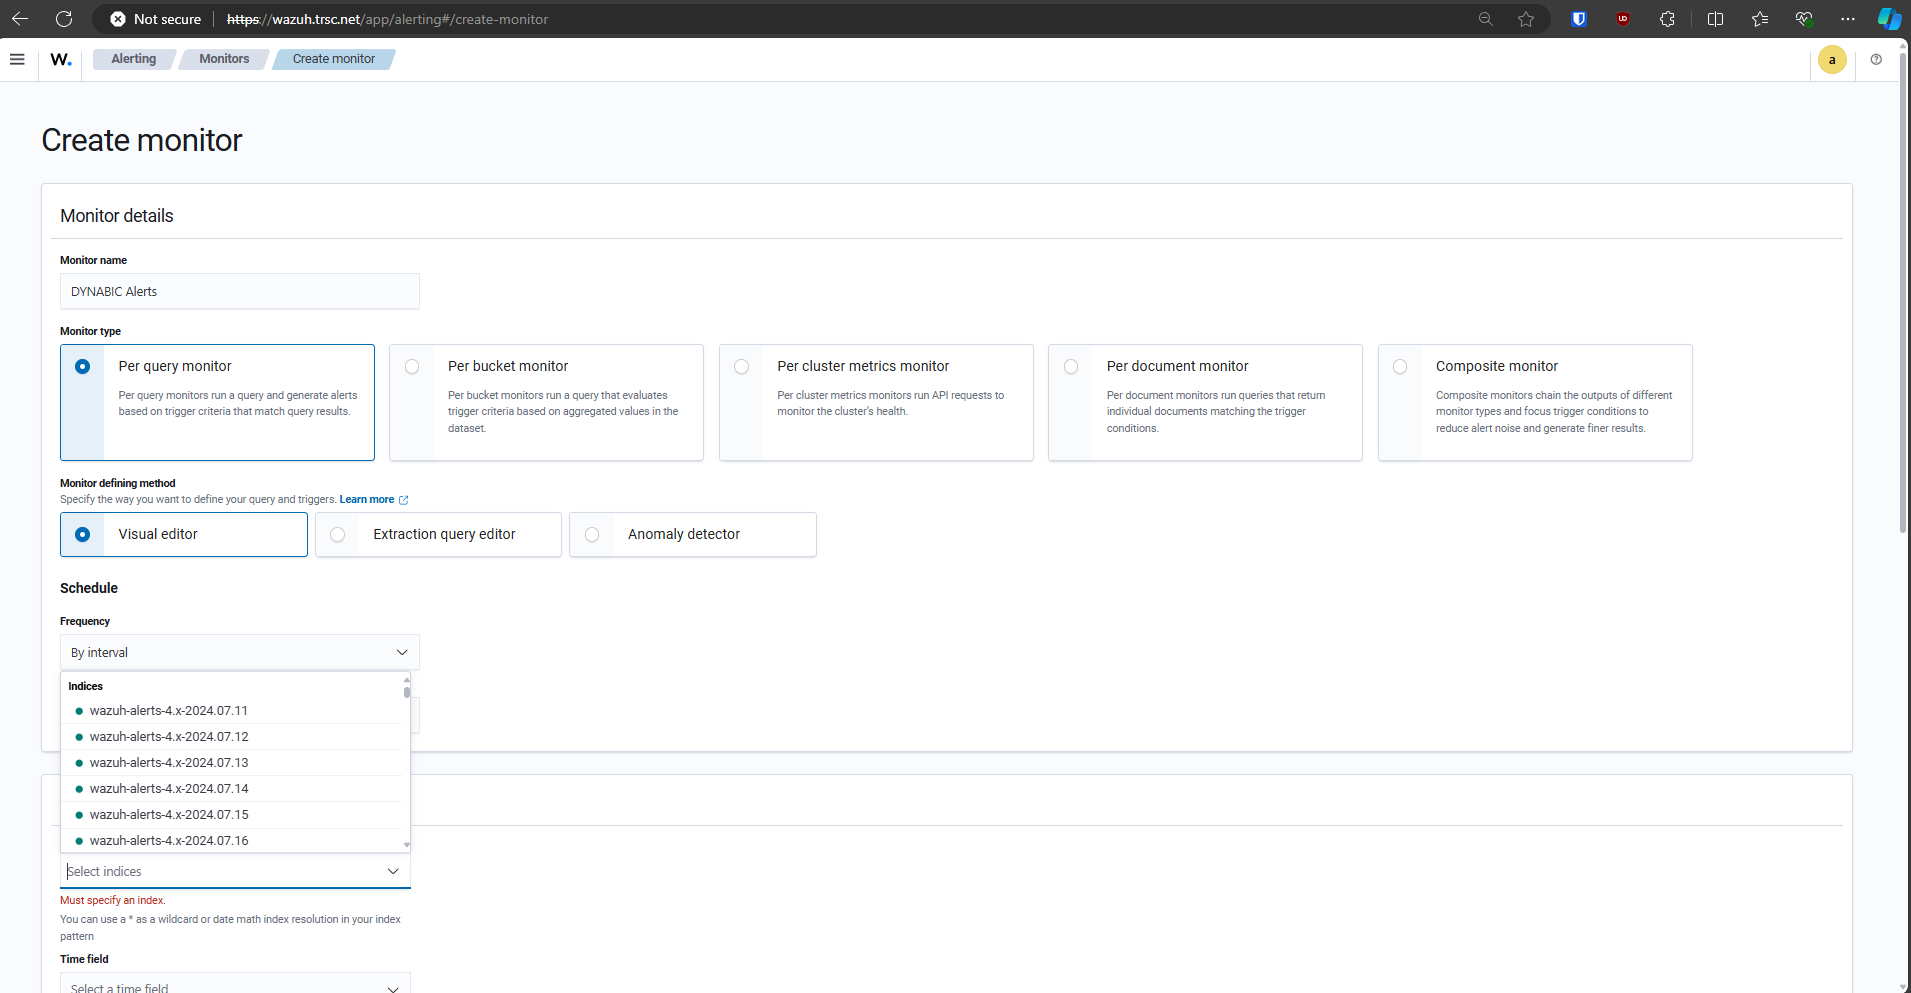 Not secure https://wazuh.trsc.net/app/alerting#/create-monitor
W. Alerting Monitors Create monitor a
Create monitor
Monitor details
Monitor name
DYNABIC Alerts
Monitor type
Per query monitor
Per query monitors run a query and generate alerts
based on trigger criteria that match query results.
Per bucket monitor
Per bucket monitors run a query that evaluates
trigger criteria based on aggregated values in the
dataset.
Per cluster metrics monitor
Per cluster metrics monitors run API requests to
monitor the cluster's health.
Per document monitor
Per document monitors run queries that return
individual documents matching the trigger
conditions.
Composite monitor
Composite monitors chain the outputs of different
monitor types and focus trigger conditions to
reduce alert noise and generate finer results.
Monitor defining method
Specify the way you want to define your query and triggers. Learn more
Visual editor
Extraction query editor
Anomaly detector
Schedule
Frequency
By interval
Indices
wazuh-alerts-4.x-2024.07.11
wazuh-alerts-4.x-2024.07.12
wazuh-alerts-4.x-2024.07.13
wazuh-alerts-4.x-2024.07.14
wazuh-alerts-4.x-2024.07.15
wazuh-alerts-4.x-2024.07.16
Select indices
Must specify an index.
You can use a * as a wildcard or date math index resolution in your index
pattern
Time field
Select a time field